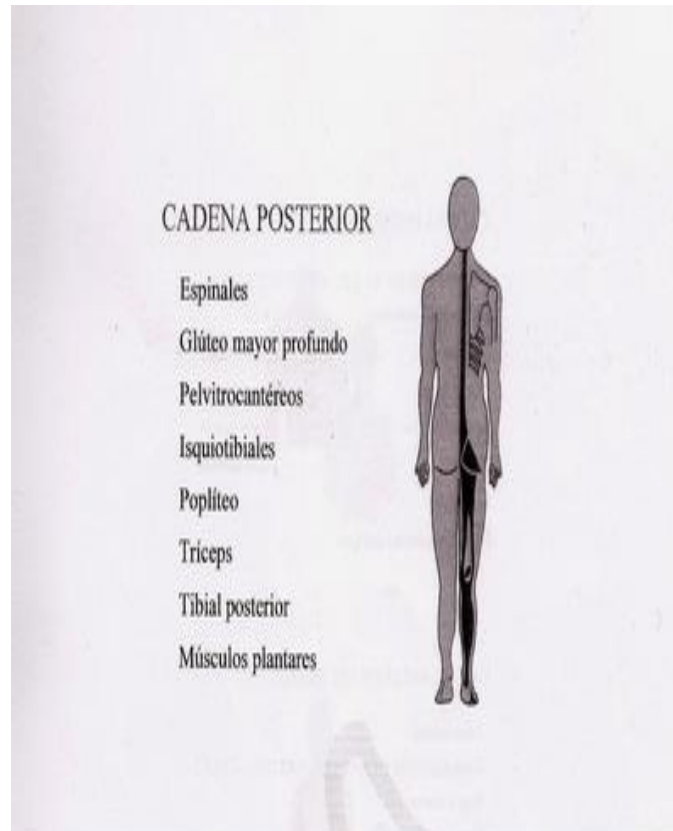 CADENA POSTERIOR
Espinales
Glúteo mayor profundo
Pelvitrocantéreos
Isquiotibiales
Poplíteo
Tríceps
Tibial posterior
Músculos plantares